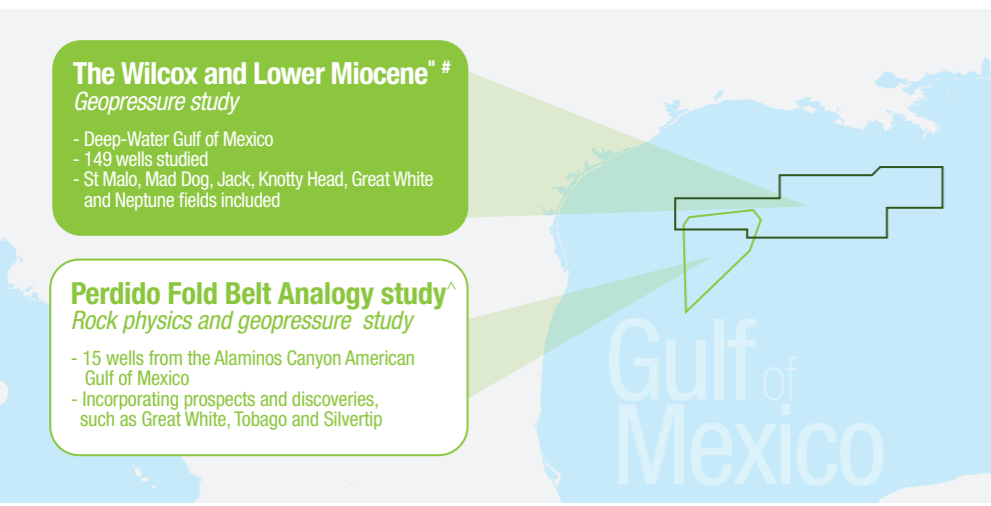 The Wilcox and Lower Miocene" #
Geopressure study
- Deep-Water Gulf of Mexico
- 149 wells studied
- St Malo, Mad Dog, Jack, Knotty Head, Great White
and Neptune fields included
Perdido Fold Belt Analogy study^
Rock physics and geopressure study
- 15 wells from the Alaminos Canyon American
Gulf of Mexico
- Incorporating prospects and discoveries,
such as Great White, Tobago and Silvertip
Gulf of
Mexico